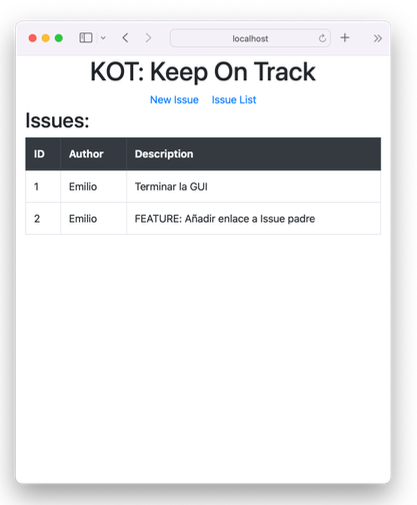 localhost
KOT: Keep On Track
New Issue Issue List
Issues:
ID Author Description
1 Emilio Terminar la GUI
2 Emilio FEATURE: Añadir enlace a Issue padre